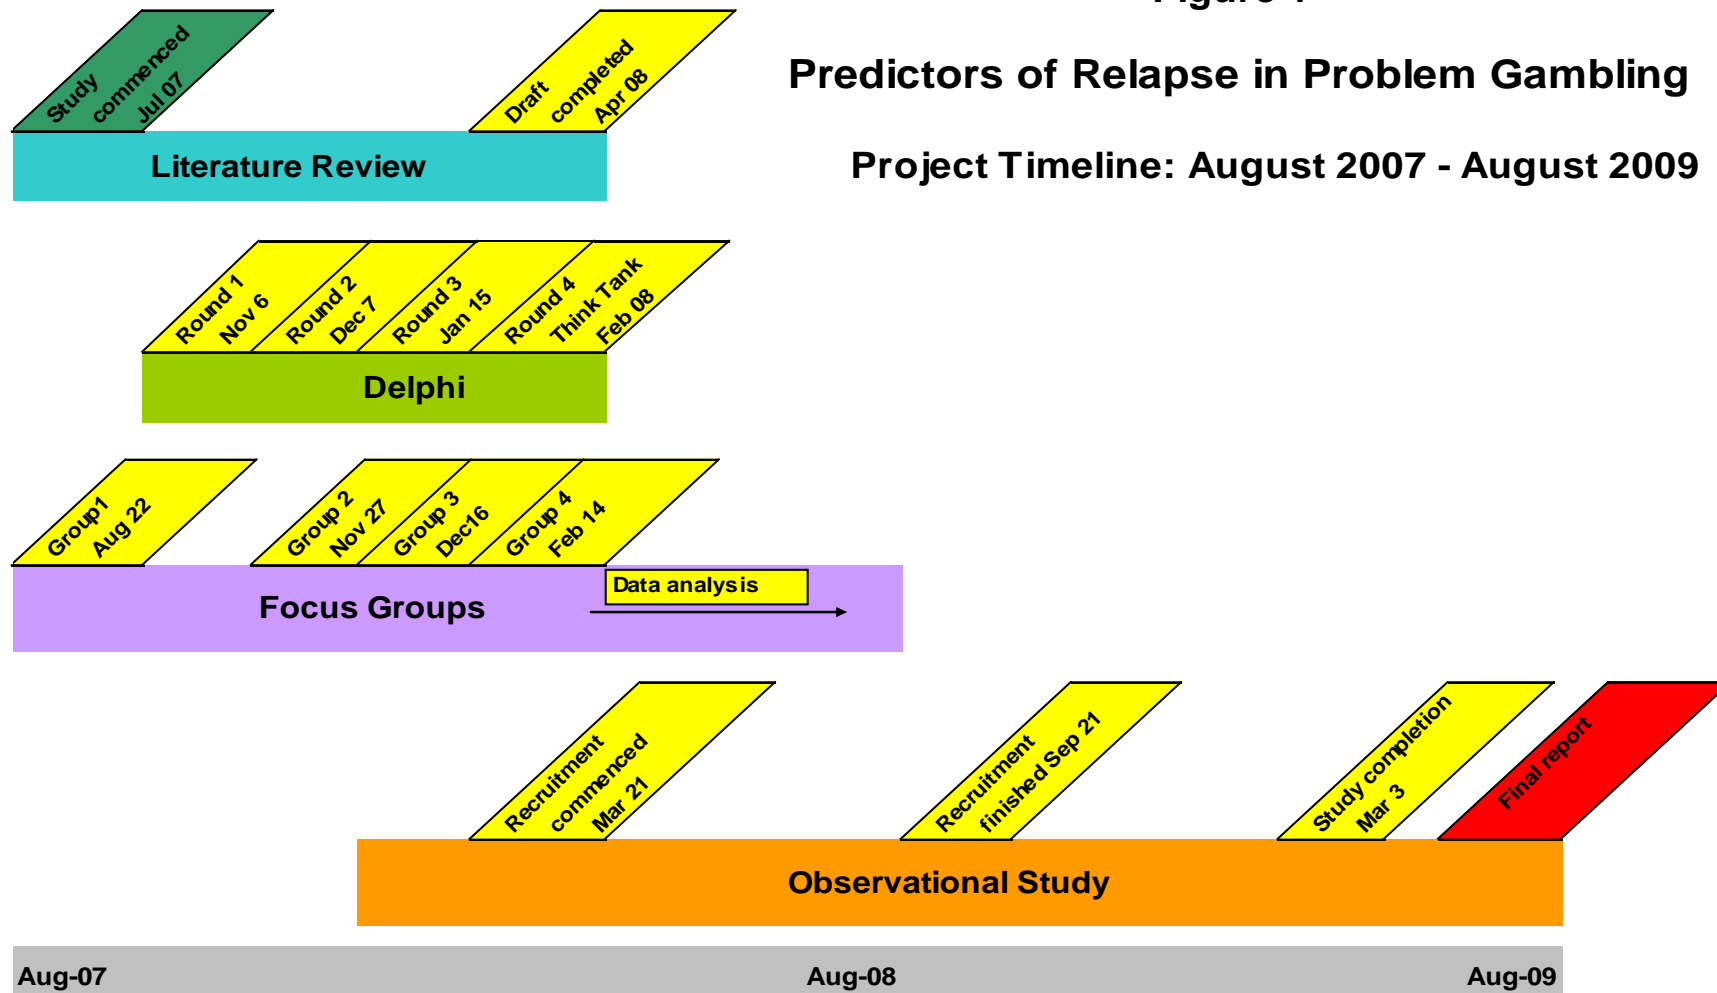 Predictors of Relapse in Problem Gambling
Project Timeline: August 2007 - August 2009
Study
commenced
Jul 07
Draft
completed
Apr 08
Literature Review
Round 1
Nov 6
Round 2
Dec 7
Round 3
Jan 15
Round 4
Think Tank
Feb 08
Delphi
Group1
Aug 22
Group 2
Nov 27
Group 3
Dec16
Group 4
Feb 14
Data analysis
Focus Groups
Recruitment
commenced
Mar 21
Recruitment
finished Sep 21
Study completion
Mar 3
Final report
Observational Study
Aug-07
Aug-08
Aug-09